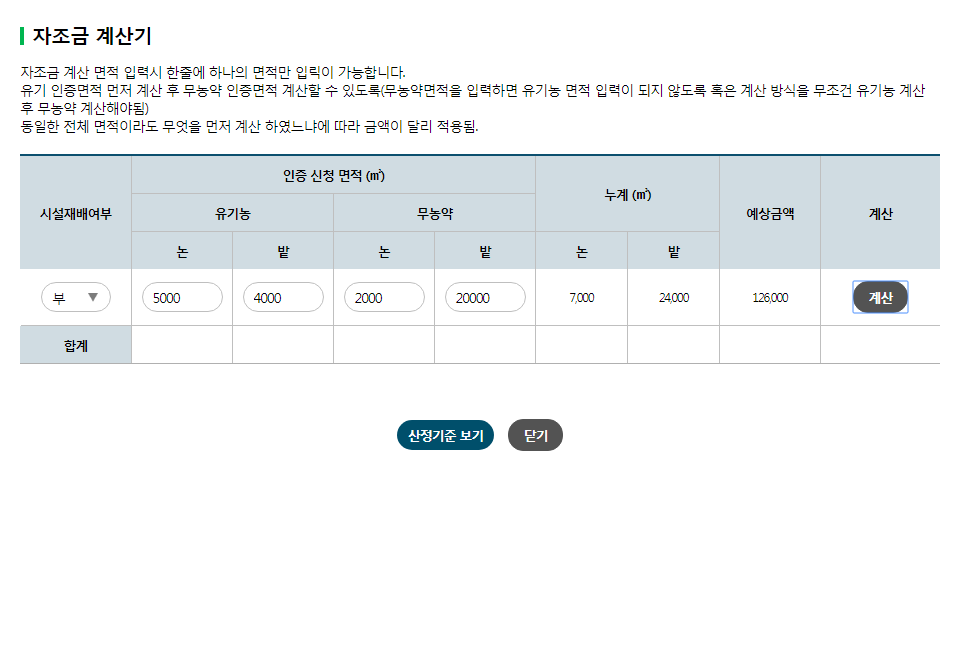 자조금 계산기
자조금 계산 면적 입력시 한줄에 하나의 면적만 입릭이 가능합니다.
유기 인증면적 먼저 계산 후 무농약 인증면적 계산할 수 있도록(무농약면적을 입력하면 유기농 면적 입력이 되지 않도록 혹은 계산 방식을 무조건 유기농 계산
후 무농약 계산해야됨)
동일한 전체 면적이라도 무엇을 먼저 계산 하였느냐에 따라 금액이 달리 적용됨.
시설재배여부 인증 신청 면적 (㎡) 누계 (㎡) 예상금액 계산
유기농 무농약
논 밭 논 밭 논 밭
부 ▼ 5000 4000 2000 20000 7,000 24,000 126,000 계산
합계
산정기준 보기 닫기